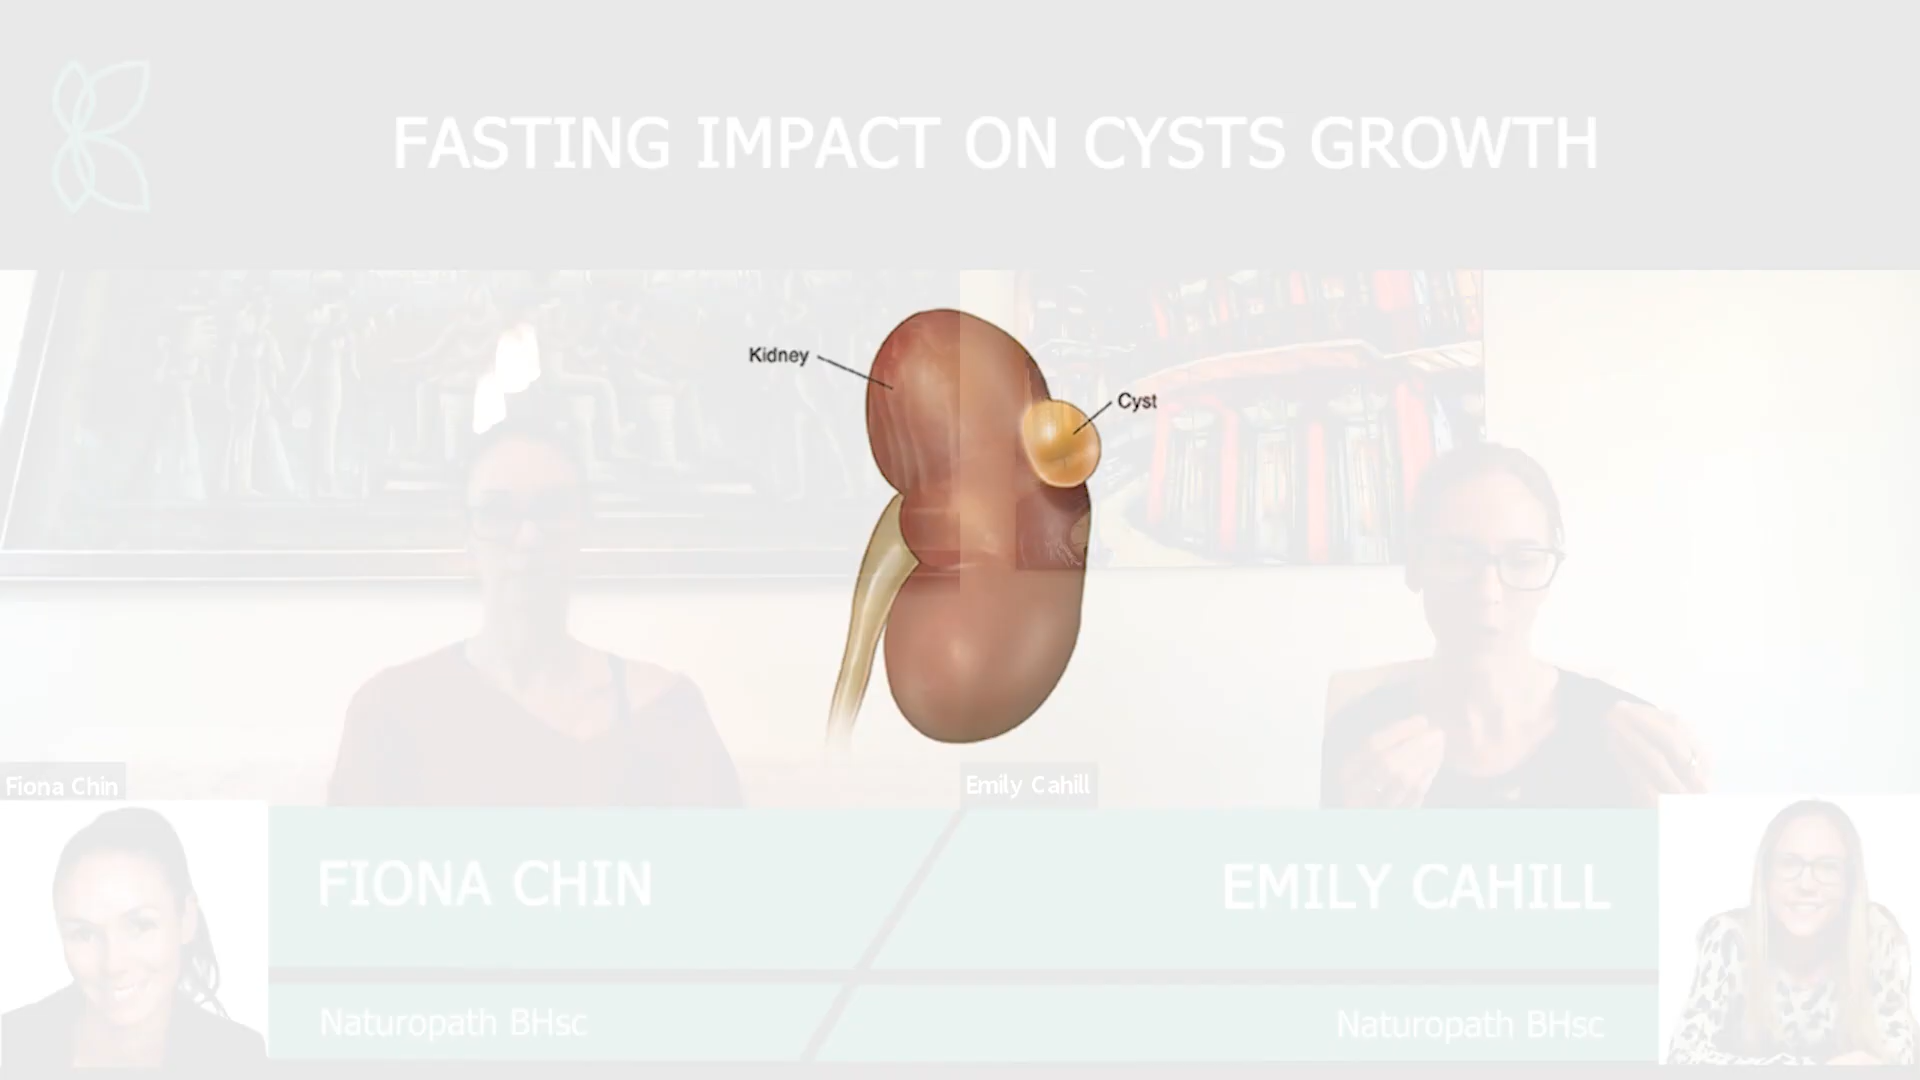 FASTING IMPACT ON CYSTS GROWTH
Kidney
Cyst
Fiona Chin
Emily Cahill
FIONA CHIN
EMILY CAHILL
Naturopath BHsc
Naturopath BHsc